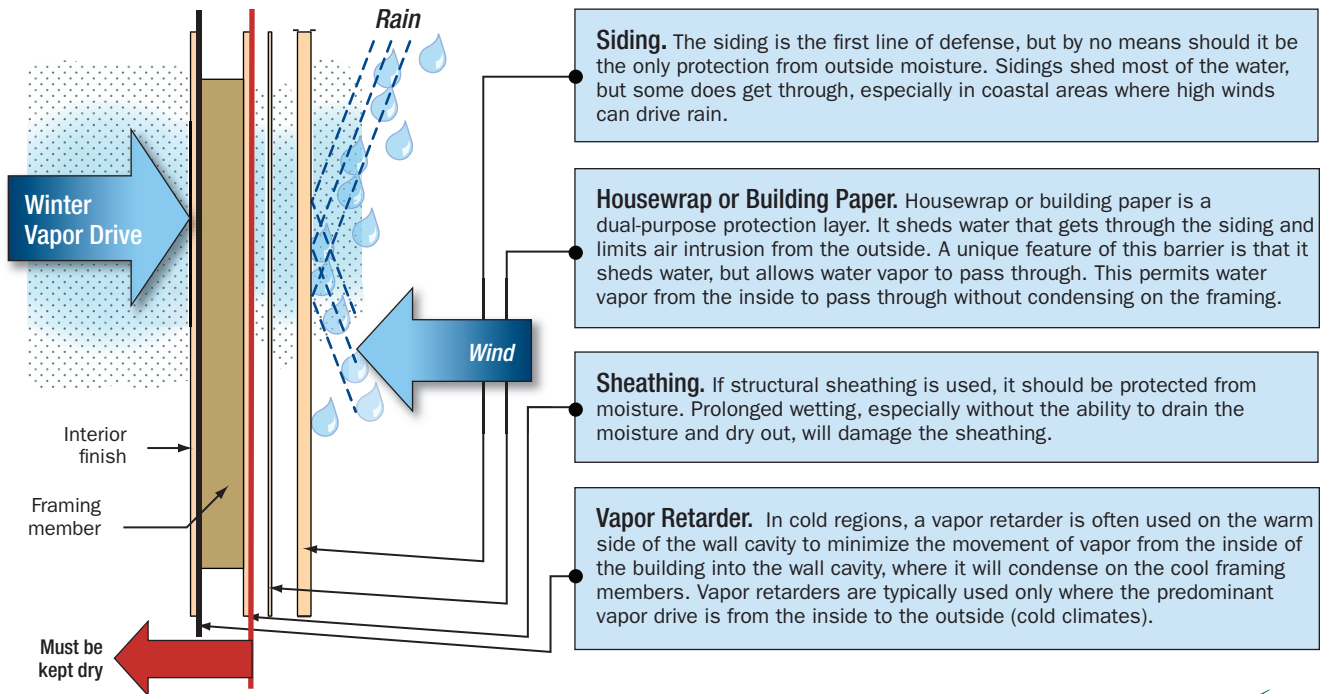 Rain
Siding. The siding is the first line of defense, but by no means should it be
the only protection from outside moisture. Sidings shed most of the water,
but some does get through, especially in coastal areas where high winds
can drive rain.
Winter
Vapor Drive
Housewrap or Building Paper. Housewrap or building paper is a
dual-purpose protection layer. It sheds water that gets through the siding and
limits air intrusion from the outside. A unique feature of this barrier is that it
sheds water, but allows water vapor to pass through. This permits water
vapor from the inside to pass through without condensing on the framing.
Wind
Sheathing. If structural sheathing is used, it should be protected from
moisture. Prolonged wetting, especially without the ability to drain the
moisture and dry out, will damage the sheathing.
Interior
finish
Framing
member
Vapor Retarder. In cold regions, a vapor retarder is often used on the warm
side of the wall cavity to minimize the movement of vapor from the inside of
the building into the wall cavity, where it will condense on the cool framing
members. Vapor retarders are typically used only where the predominant
vapor drive is from the inside to the outside (cold climates).
Must be
kept dry